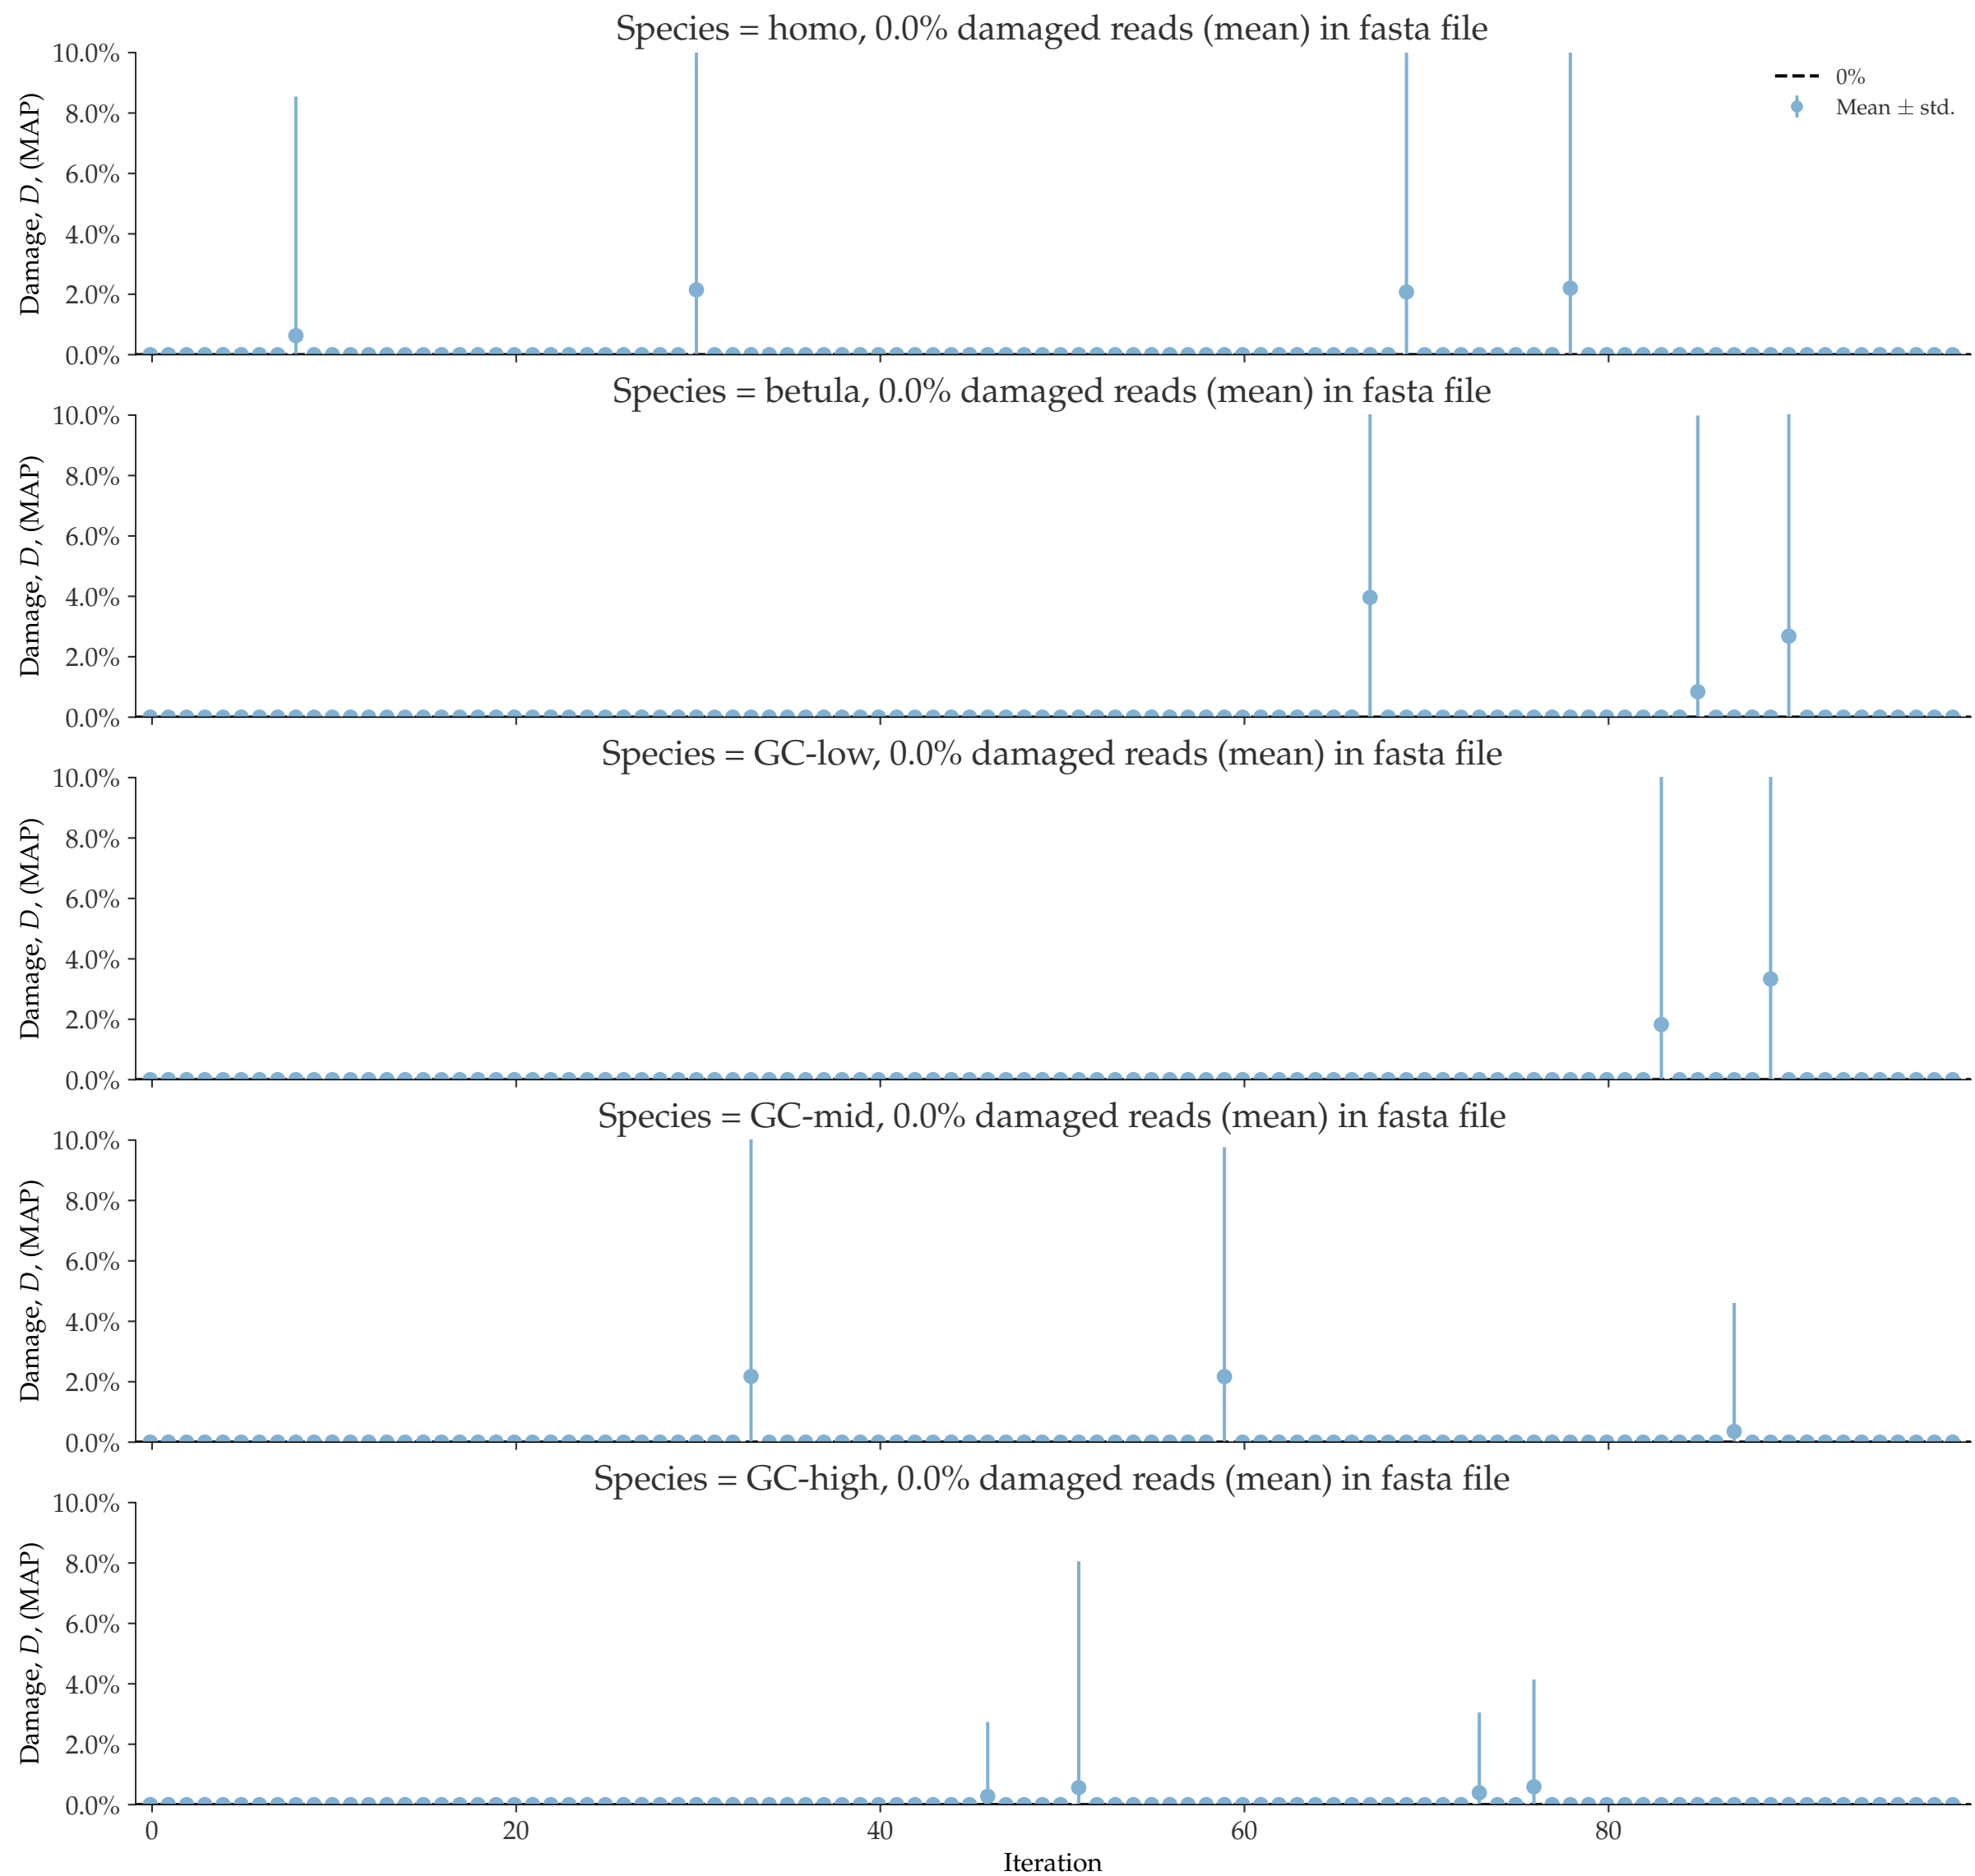 Species = homo, 0.0% damaged reads (mean) in fasta file
10.0%
8.0%
6.0%
4.0%
2.0%
0.0%
Damage, D, (MAP)
0%
Mean ± std.
Species = betula, 0.0% damaged reads (mean) in fasta file
10.0%
8.0%
6.0%
4.0%
2.0%
0.0%
Damage, D, (MAP)
Species = GC-low, 0.0% damaged reads (mean) in fasta file
10.0%
8.0%
6.0%
4.0%
2.0%
0.0%
Damage, D, (MAP)
Species = GC-mid, 0.0% damaged reads (mean) in fasta file
10.0%
8.0%
6.0%
4.0%
2.0%
0.0%
Damage, D, (MAP)
Species = GC-high, 0.0% damaged reads (mean) in fasta file
10.0%
8.0%
6.0%
4.0%
2.0%
0.0%
Damage, D, (MAP)
0 20 40 60 80
Iteration